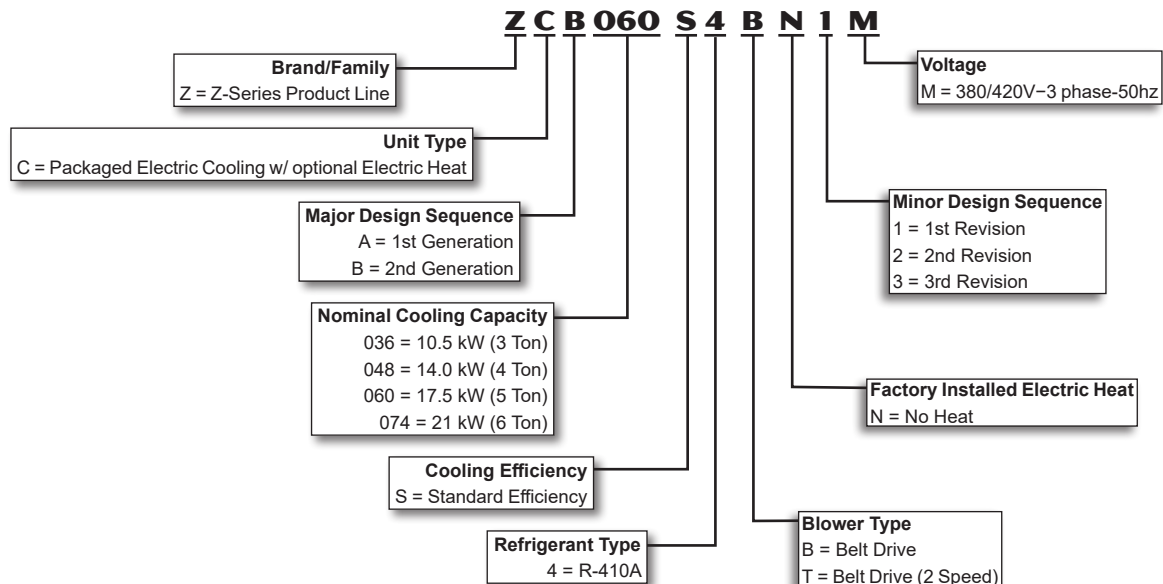 Z C B 060 S 4 B N 1 M
Brand/Family
Z = Z-Series Product Line
Unit Type
C = Packaged Electric Cooling w/ optional Electric Heat
Major Design Sequence
A = 1st Generation
B = 2nd Generation
Nominal Cooling Capacity
036 = 10.5 kW (3 Ton)
048 = 14.0 kW (4 Ton)
060 = 17.5 kW (5 Ton)
074 = 21 kW (6 Ton)
Cooling Efficiency
S = Standard Efficiency
Refrigerant Type
4 = R-410A
Voltage
M = 380/420V−3 phase-50hz
Minor Design Sequence
1 = 1st Revision
2 = 2nd Revision
3 = 3rd Revision
Factory Installed Electric Heat
N = No Heat
Blower Type
B = Belt Drive
T = Belt Drive (2 Speed)